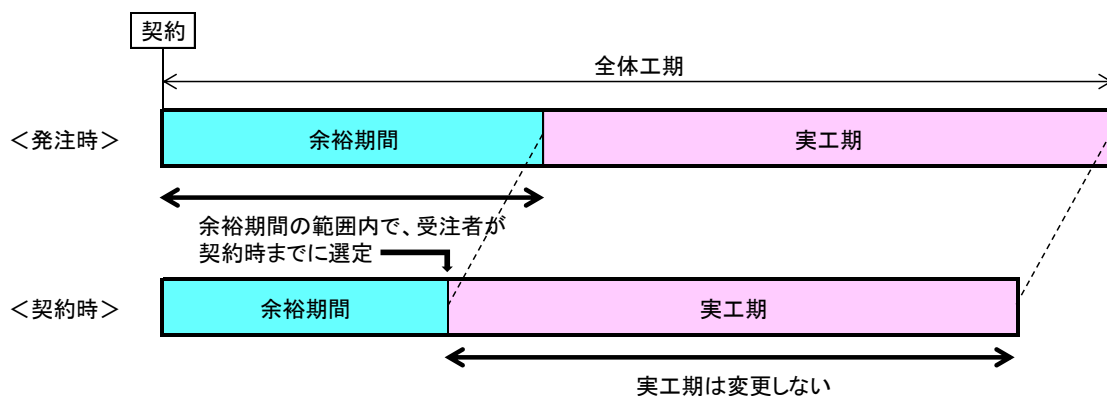 契約
全体工期
＜発注時＞
余裕期間
実工期
余裕期間の範囲内で、受注者が
契約時までに選定
＜契約時＞
余裕期間
実工期
実工期は変更しない